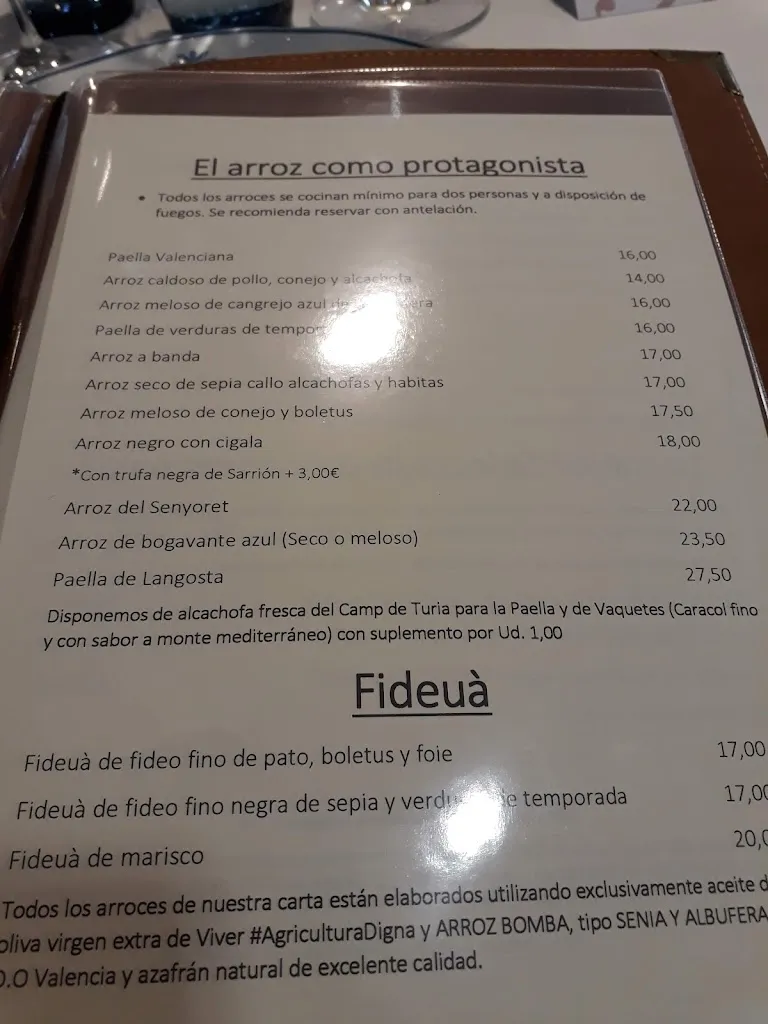 El arroz como protagonista
• Todos los arroces se cocinan mínimo para dos personas y a disposición de
fuegos. Se recomienda reservar con antelación.
Paella Valenciana 16,00
Arroz caldoso de pollo, conejo y alcachofa 14,00
Arroz meloso de cangrejo azul de 16,00
Paella de verduras de 16,00
Arroz a banda 17,00
Arroz seco de sepia callo alcachofas y habitas 17,00
Arroz meloso de conejo y boletus 17,50
Arroz negro con cigala 18,00
*Con trufa negra de Sarrión + 3,00€
Arroz del Senyoret 22,00
Arroz de bogavante azul (Seco o meloso) 23,50
Paella de Langosta 27,50
Disponemos de alcachofa fresca del Camp de Turia para la Paella y de Vaquetes (Caracol fino
y con sabor a monte mediterráneo) con suplemento por Ud. 1,00
Fideuà
Fideuà de fideo fino de pato, boletus y foie 17,00
Fideuà de fideo fino negra de sepia y de temporada 17,00
Fideuà de marisco 20,0
Todos los arroces de nuestra carta están elaborados utilizando exclusivamente aceite d
oliva virgen extra de Viver #AgriculturaDigna y ARROZ BOMBA, tipo SENIA Y ALBUFERA
D.O Valencia y azafrán natural de excelente calidad.